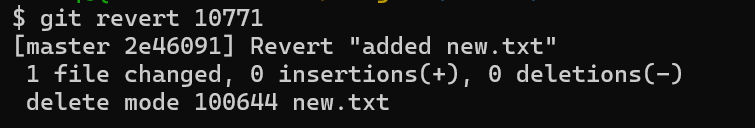 $ git revert 10771
[master 2e46091] Revert "added new.txt"
 1 file changed, 0 insertions(+), 0 deletions(-)
 delete mode 100644 new.txt